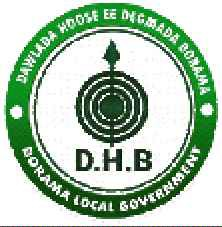 DAWLADA HOOSE EE DEGMADA BORAMA
D.H.B
BORAMA LOCAL GOVERNMENT